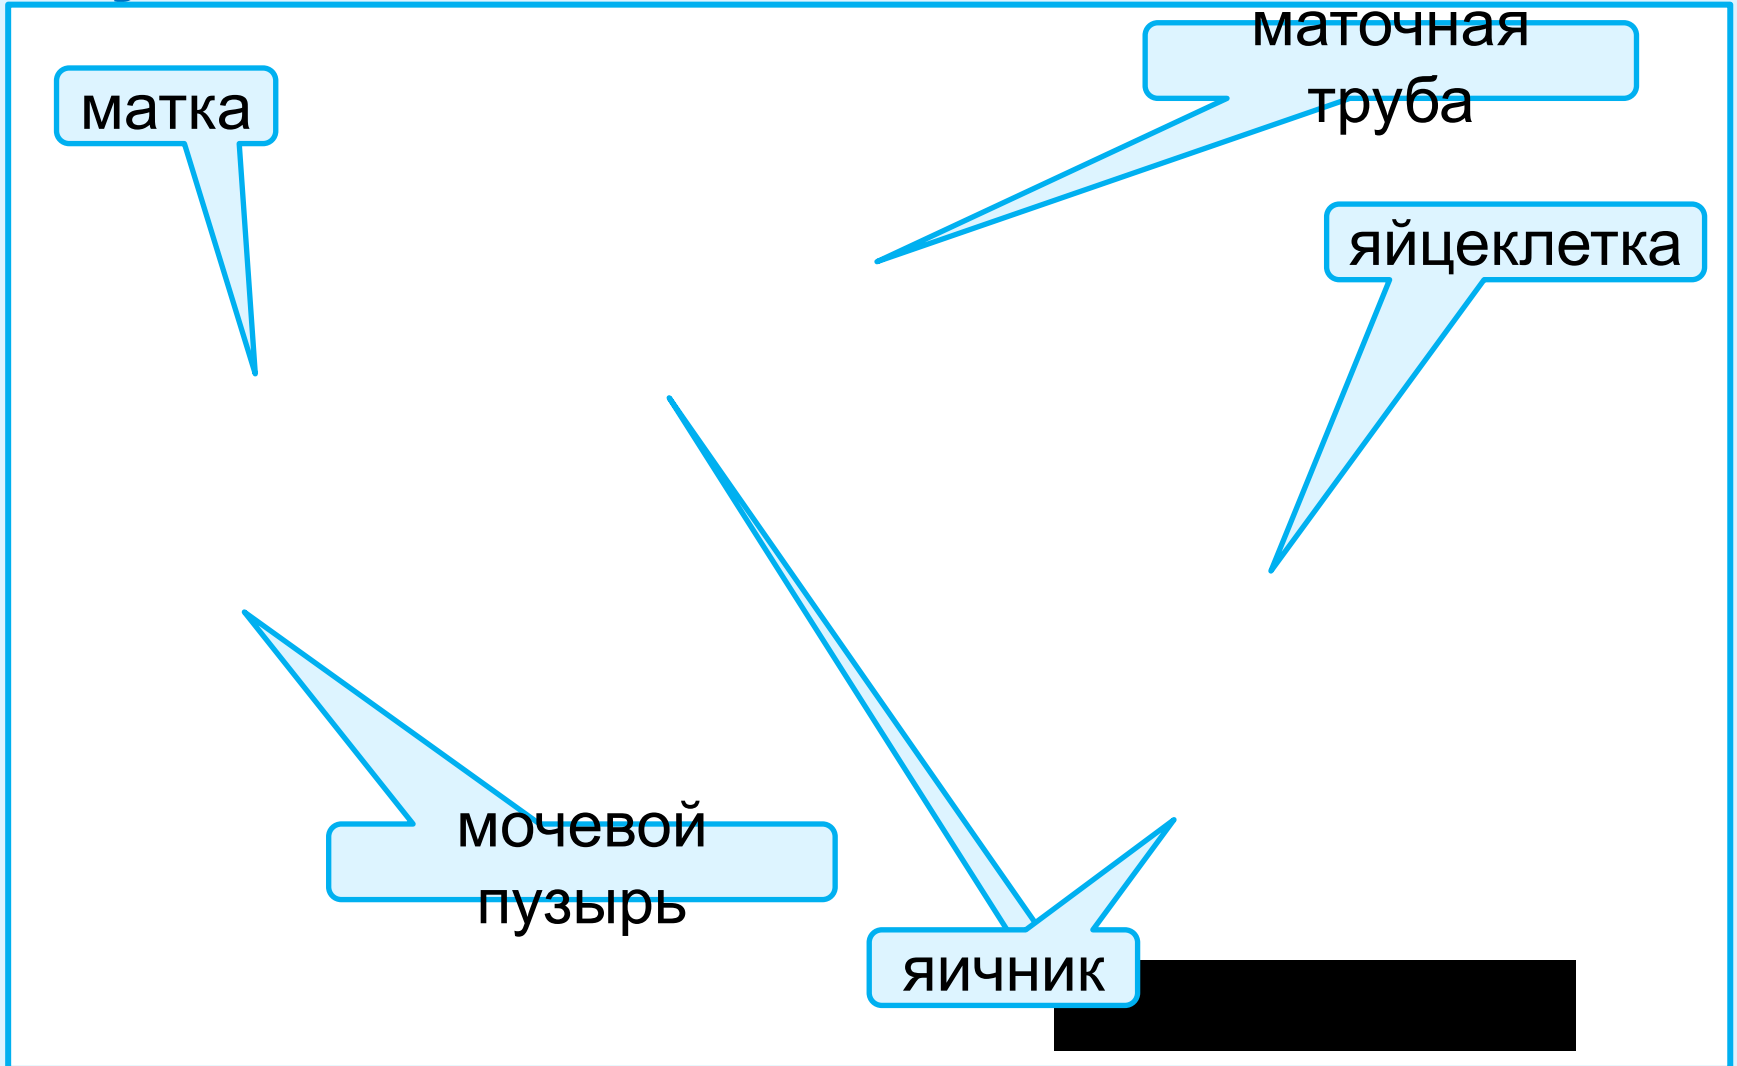 маточная
труба
матка
яйцеклетка
мочевой
пузырь
яичник